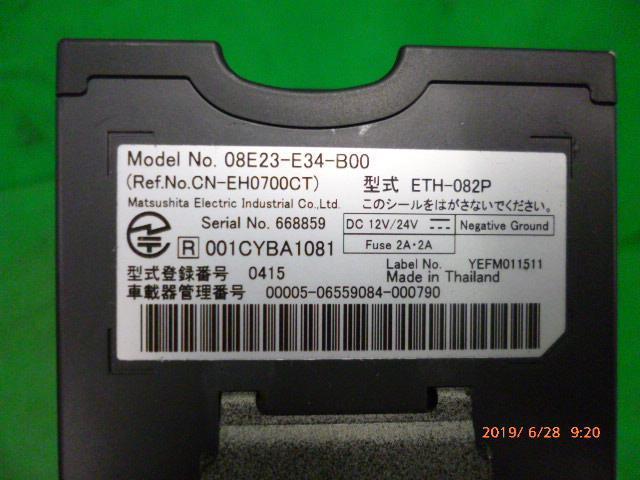 Model No. 08E23-E34-B00
(Ref.No.CN-EH0700CT) 型式 ETH-082P
Matsushita Electric Industrial Co.,Ltd. このシールをはがさないでください。
Serial No. 668859 DC 12V/24V Negative Ground
R 001CYBA1081 Fuse 2A・2A
Label No. YEFM011511
型式登録番号 0415 Made in Thailand
車載器管理番号 00005-06559084-000790
2019/ 6/28 9:20